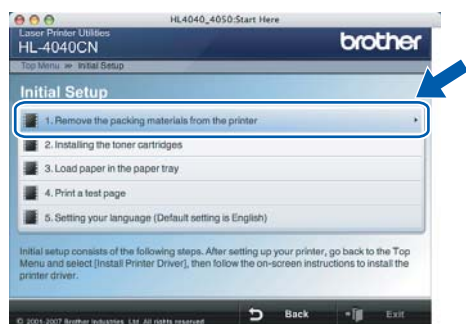 HL4040_4050:Start Here
Laser Printer Utilities
HL-4040CN
brother
Top Menu >> Initial Setup
Initial Setup
1. Remove the packing materials from the printer
2. Installing the toner cartridges
3. Load paper in the paper tray
4. Print a test page
5. Setting your language (Default setting is English)
Initial setup consists of the following steps. After setting up your printer, go back to the Top
Menu and select [Install Printer Driver], then follow the on-screen instructions to install the
printer driver.
© 2001-2007 Brother Industries, Ltd. All rights reserved.
Back
Exit